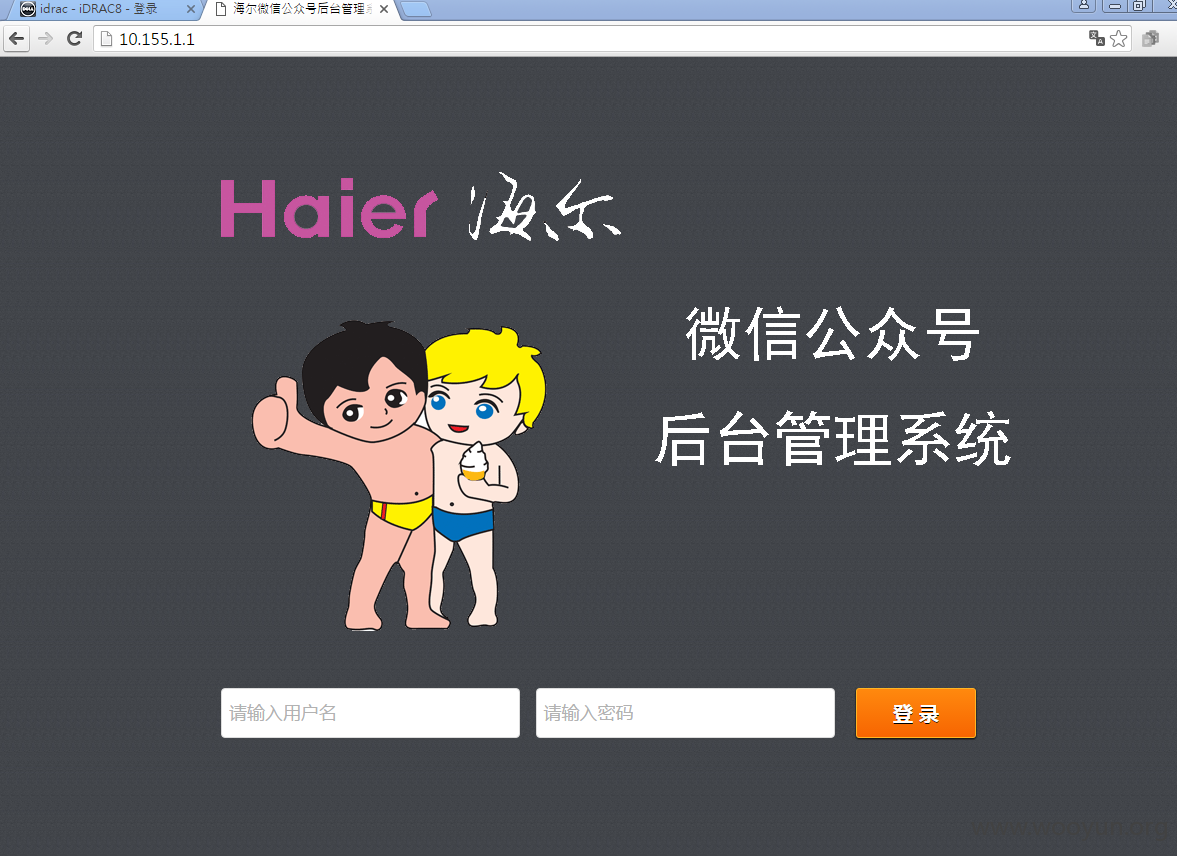 idrac - iDRAC8 - 登录
海尔微信公众号后台管理系
10.155.1.1
Haier 海尔
微信公众号
后台管理系统
请输入用户名
请输入密码
登 录
www.wooyun.org